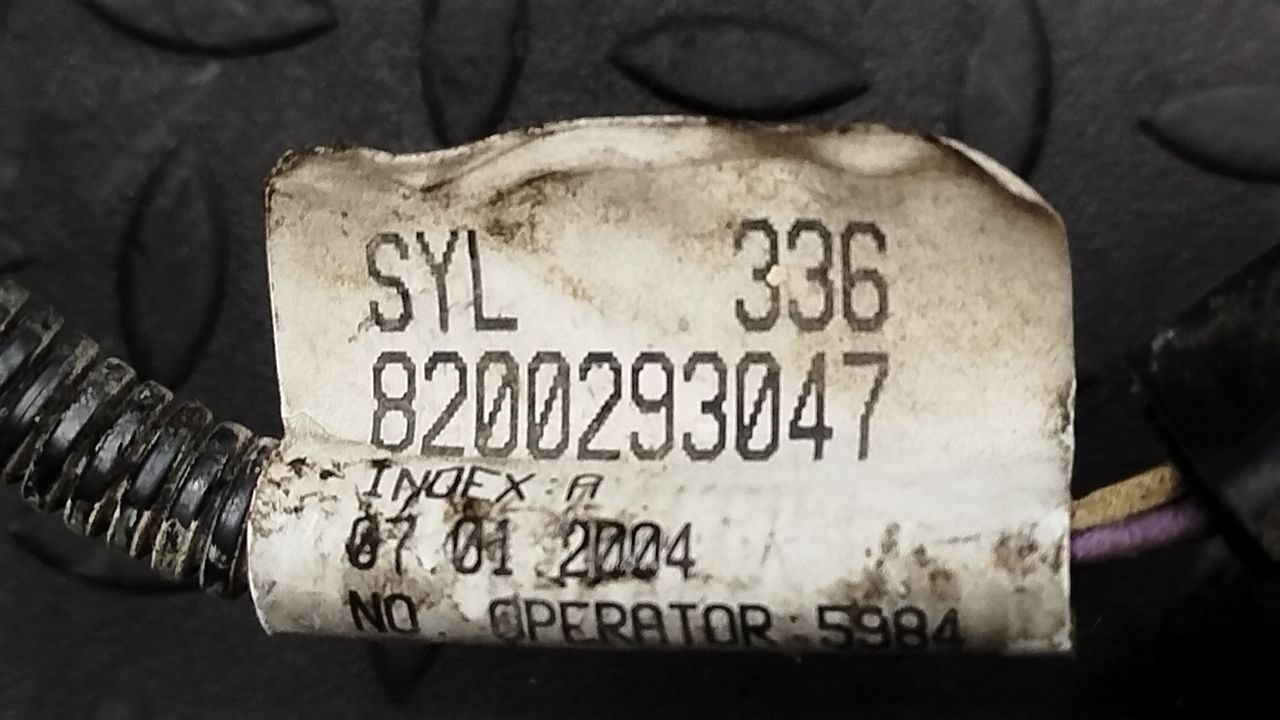 SYL 336
8200293047
INDEX:A
07.01.2004
NO. OPERATOR:5984